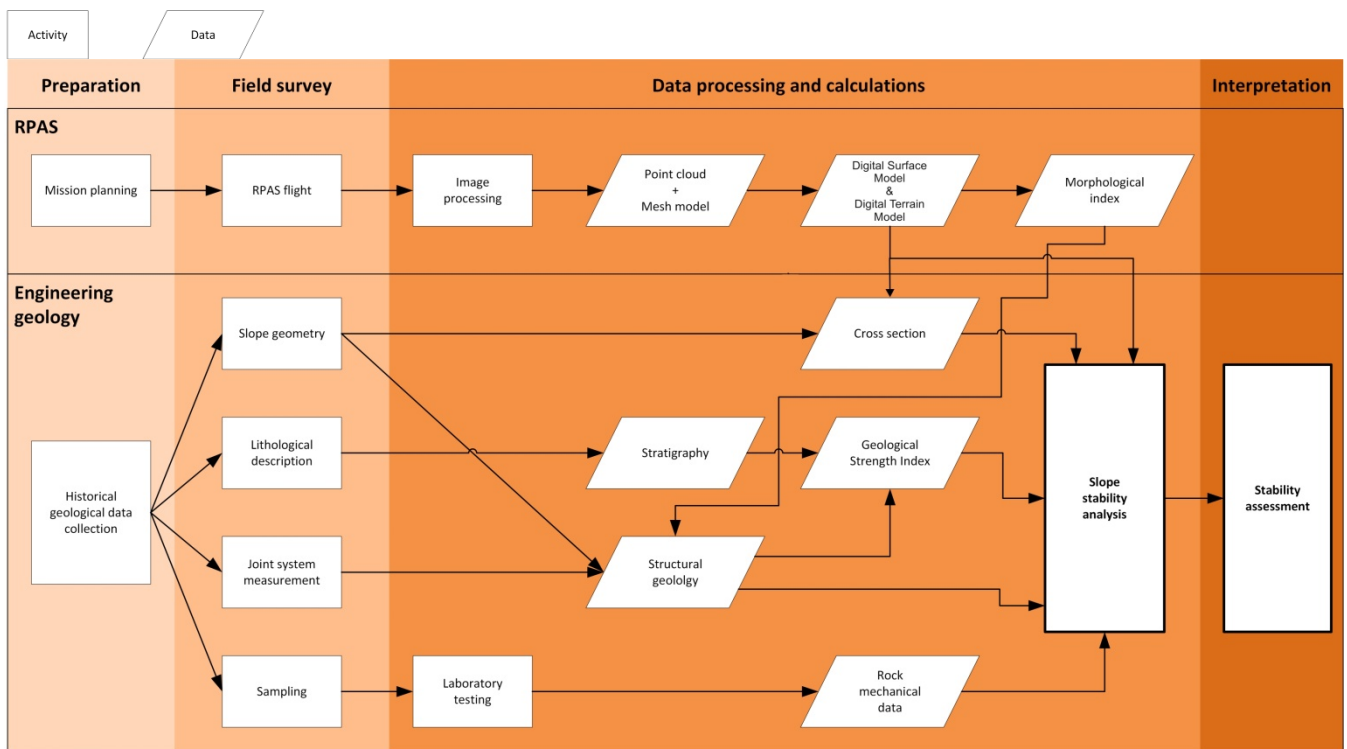 Activity
Data
Preparation
Field survey
Data processing and calculations
Interpretation
RPAS
Mission planning
RPAS flight
Image
processing
Point cloud
+
Mesh model
Digital Surface
Model
&
Digital Terrain
Model
Morphological
index
Engineering
geology
Slope geometry
Cross section
Historical
geological data
collection
Lithological
description
Stratigraphy
Geological
Strength Index
Slope
stability
analysis
Stability
assessment
Joint system
measurement
Structural
geololgy
Sampling
Laboratory
testing
Rock
mechanical
data